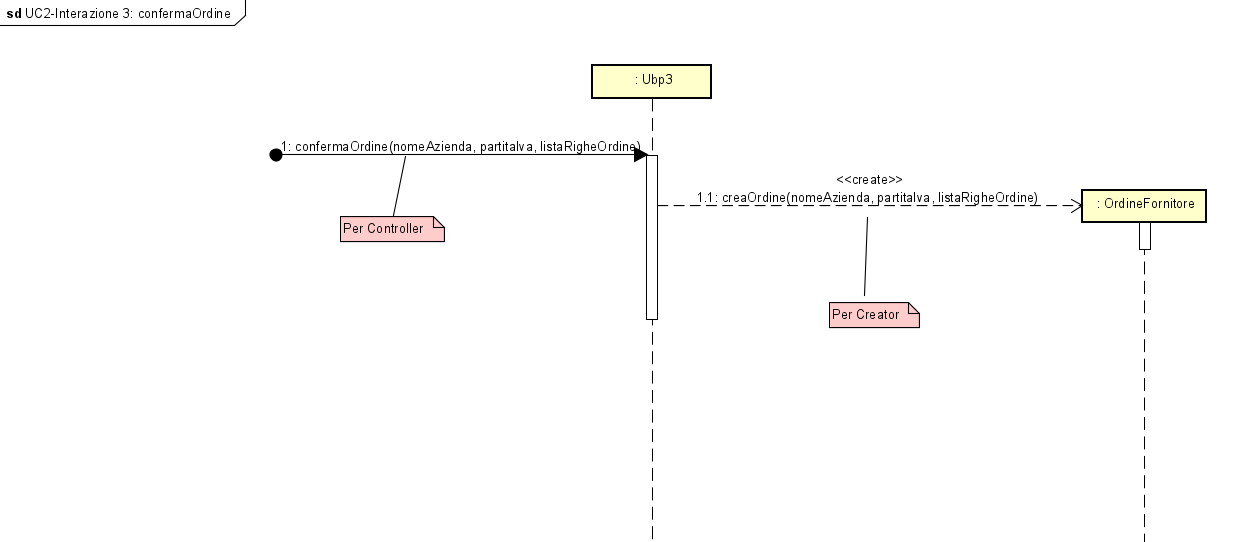 sd UC2-Interazione 3: confermaOrdine
: Ubp3
1: confermaOrdine(nomeAzienda, partitaIva, listaRigheOrdine)
<<create>>
1.1: creaOrdine(nomeAzienda, partitaIva, listaRigheOrdine)
: OrdineFornitore
Per Controller
Per Creator